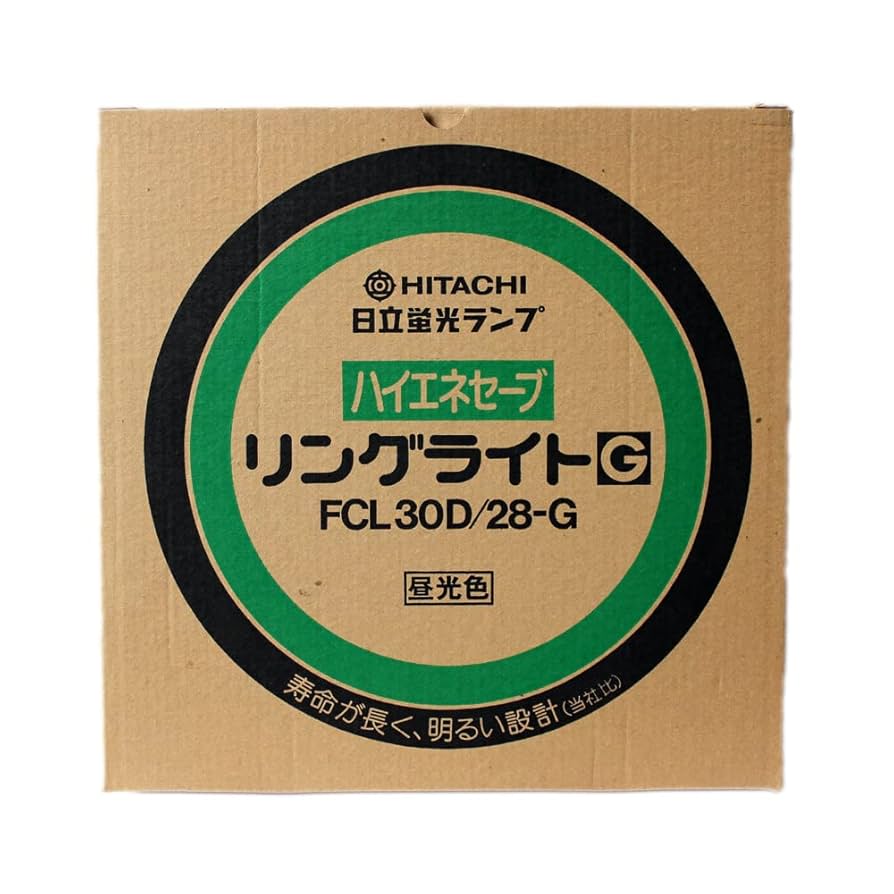 HITACHI
日立蛍光ランプ
ハイエネセーブ
リングライトG
FCL30D/28-G
昼光色
寿命が長く、明るい設計(当社比)